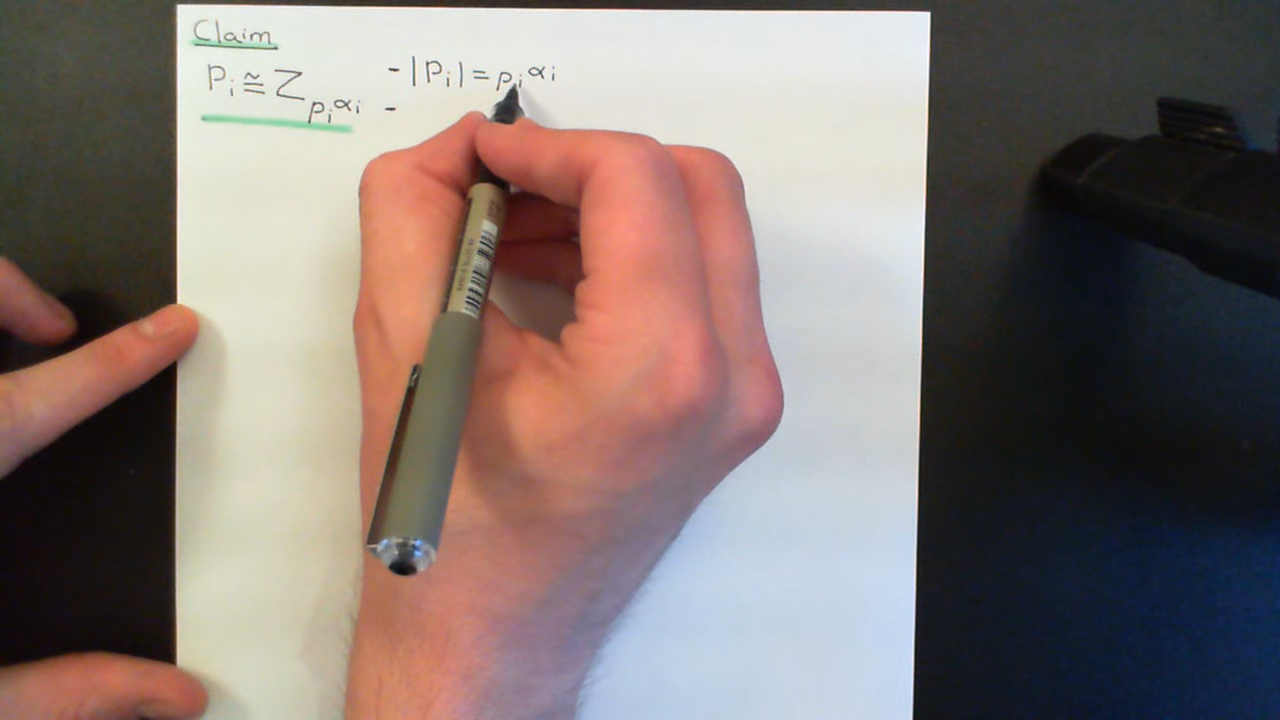 Claim
P_i ≅ Z_{p_i^{α_i}} - |P_i| = p_i^{α_i}
-